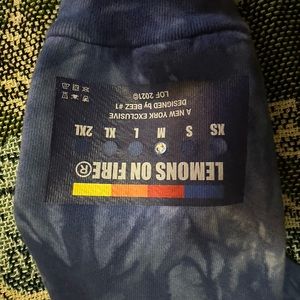 LEMONS ON FIRE®
XS S M L XL 2XL
A NEW YORK EXCLUSIVE
DESIGNED by BEEZ #1
LOF 2021©